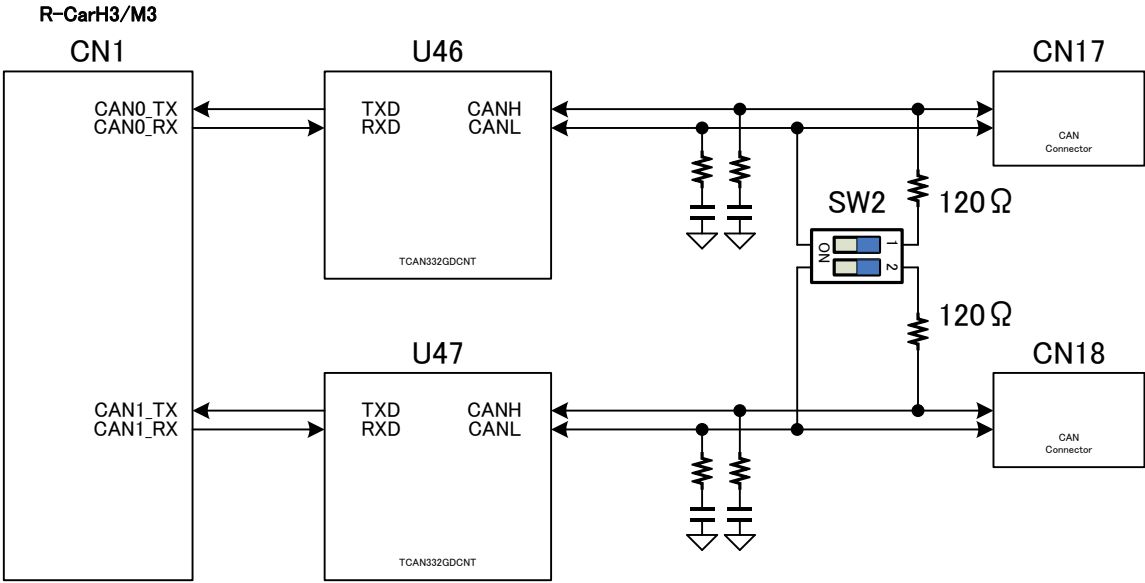 R-CarH3/M3
CN1
U46
CN17
CAN0_TX
CAN0_RX
TXD
RXD
CANH
CANL
CAN
Connector
SW2
120Ω
ON
1
2
TCAN332GDCNT
120Ω
U47
CN18
CAN1_TX
CAN1_RX
TXD
RXD
CANH
CANL
CAN
Connector
TCAN332GDCNT